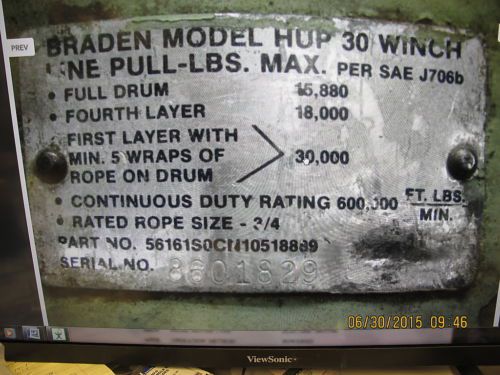 PREV
BRADEN MODEL HUP 30 WINCH
LINE PULL-LBS. MAX. PER SAE J706b
• FULL DRUM 15,880
• FOURTH LAYER 18,000
• FIRST LAYER WITH
MIN. 5 WRAPS OF 30,000
ROPE ON DRUM
• CONTINUOUS DUTY RATING 600,000 FT. LBS.
MIN.
• RATED ROPE SIZE - 3/4
PART NO.
SERIAL NO. 8601829
06/30/2015 09:46
ViewSonic